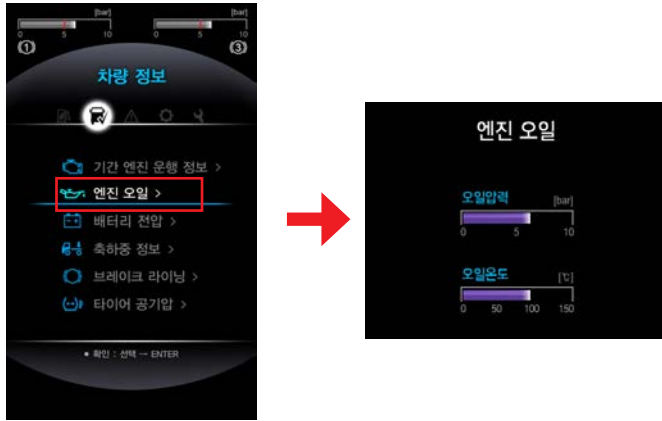 [bar] [bar]
0 5 10 0 5 10
(1) (3)
차량 정보
기간 엔진 운행 정보 >
엔진 오일 >
배터리 전압 >
축하중 정보 >
브레이크 라이닝 >
타이어 공기압 >
• 확인 : 선택 → ENTER
엔진 오일
오일압력 [bar]
0 5 10
오일온도 [℃]
0 50 100 150